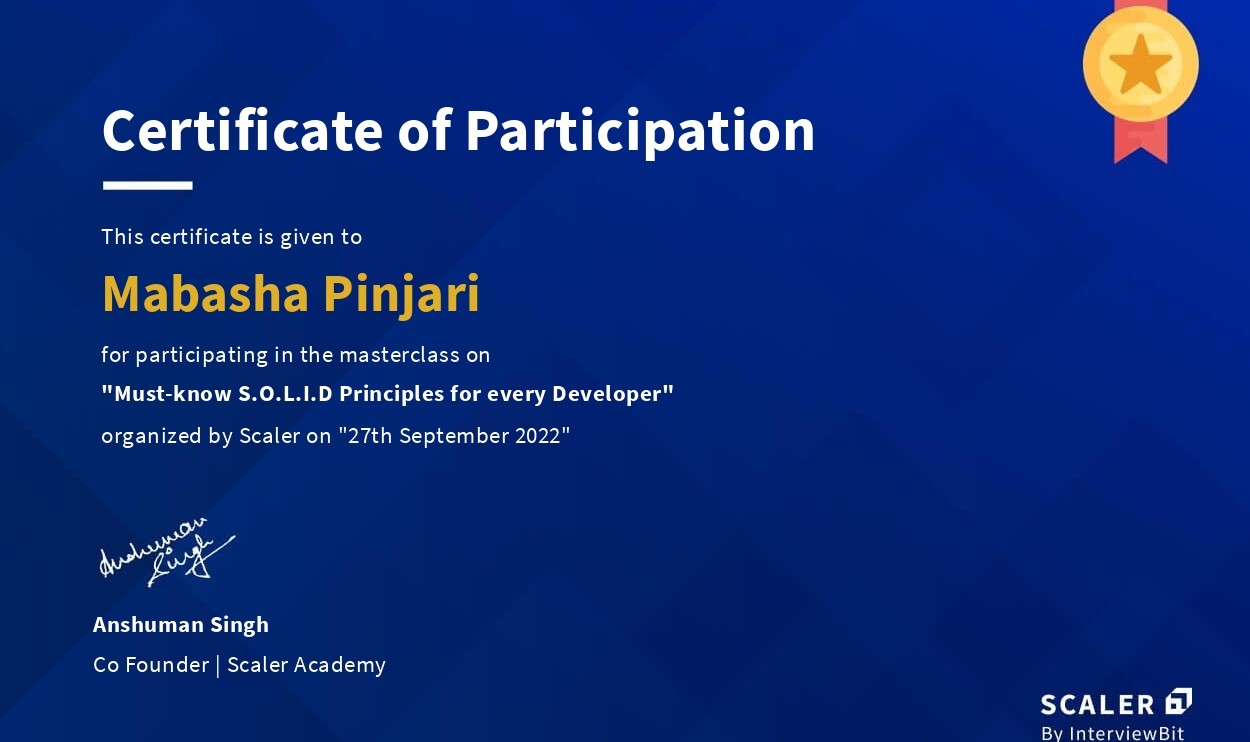 Certificate of Participation
This certificate is given to
Mabasha Pinjari
for participating in the masterclass on
"Must-know S.O.L.I.D Principles for every Developer"
organized by Scaler on "27th September 2022"
Anshuman
Singh
Anshuman Singh
Co Founder | Scaler Academy
SCALER
By InterviewBit